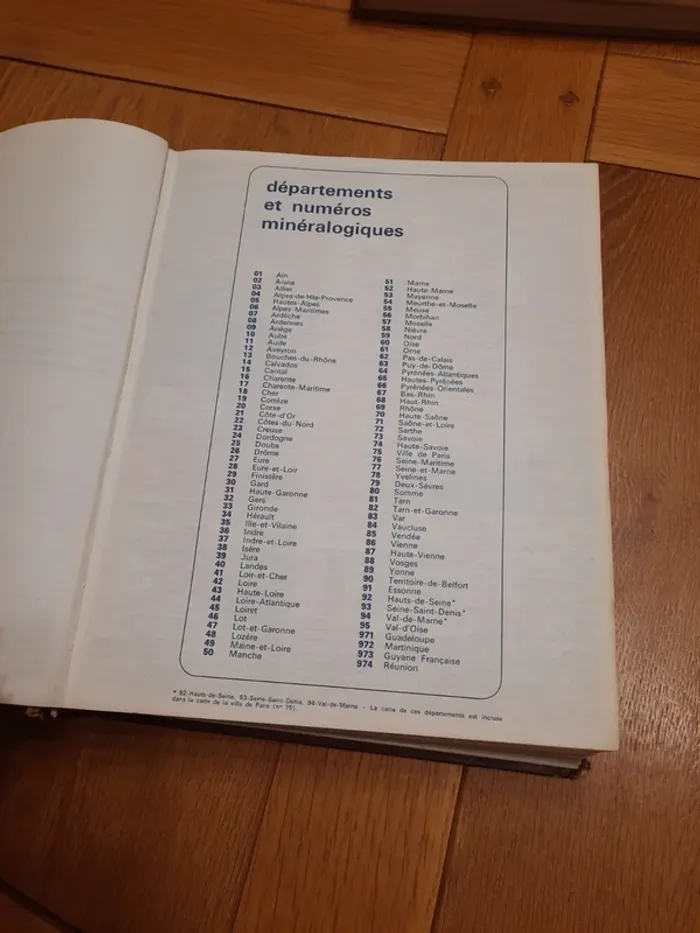 départements
et numéros
minéralogiques
01 Ain
02 Aisne
03 Allier
04 Alpes-de-Hte-Provence
05 Hautes-Alpes
06 Alpes-Maritimes
07 Ardèche
08 Ardennes
09 Ariège
10 Aube
11 Aude
12 Aveyron
13 Bouches-du-Rhône
14 Calvados
15 Cantal
16 Charente
17 Charente-Maritime
18 Cher
19 Corrèze
20 Corse
21 Côte-d'Or
22 Côtes-du-Nord
23 Creuse
24 Dordogne
25 Doubs
26 Drôme
27 Eure
28 Eure-et-Loir
29 Finistère
30 Gard
31 Haute-Garonne
32 Gers
33 Gironde
34 Hérault
35 Ille-et-Vilaine
36 Indre
37 Indre-et-Loire
38 Isère
39 Jura
40 Landes
41 Loir-et-Cher
42 Loire
43 Haute-Loire
44 Loire-Atlantique
45 Loiret
46 Lot
47 Lot-et-Garonne
48 Lozère
49 Maine-et-Loire
50 Manche
51 Marne
52 Haute-Marne
53 Mayenne
54 Meurthe-et-Moselle
55 Meuse
56 Morbihan
57 Moselle
58 Nièvre
59 Nord
60 Oise
61 Orne
62 Pas-de-Calais
63 Puy-de-Dôme
64 Pyrénées-Atlantiques
65 Hautes-Pyrénées
66 Pyrénées-Orientales
67 Bas-Rhin
68 Haut-Rhin
69 Rhône
70 Haute-Saône
71 Saône-et-Loire
72 Sarthe
73 Savoie
74 Haute-Savoie
75 Ville de Paris
76 Seine-Maritime
77 Seine-et-Marne
78 Yvelines
79 Deux-Sèvres
80 Somme
81 Tarn
82 Tarn-et-Garonne
83 Var
84 Vaucluse
85 Vendée
86 Vienne
87 Haute-Vienne
88 Vosges
89 Yonne
90 Territoire-de-Belfort
91 Essonne
92 Hauts-de-Seine*
93 Seine-Saint-Denis*
94 Val-de-Marne*
95 Val-d'Oise
971 Guadeloupe
972 Martinique
973 Guyane Française
974 Réunion
* 92-Hauts-de-Seine, 93-Seine-Saint-Denis, 94-Val-de-Marne - La carte de ces départements est incluse
dans la carte de la ville de Paris (n° 75).